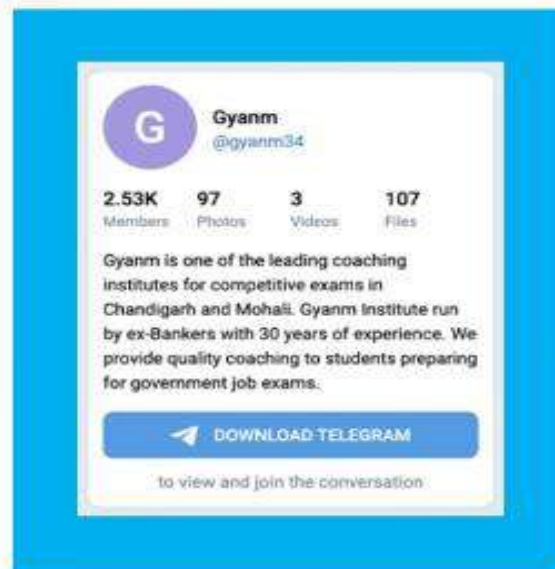 G
Gyanm
@gyanm34
2.53K 97 3 107
Members Photos Videos Files
Gyanm is one of the leading coaching
institutes for competitive exams in
Chandigarh and Mohali. Gyanm Institute run
by ex-Bankers with 30 years of experience. We
provide quality coaching to students preparing
for government job exams.
DOWNLOAD TELEGRAM
to view and join the conversation